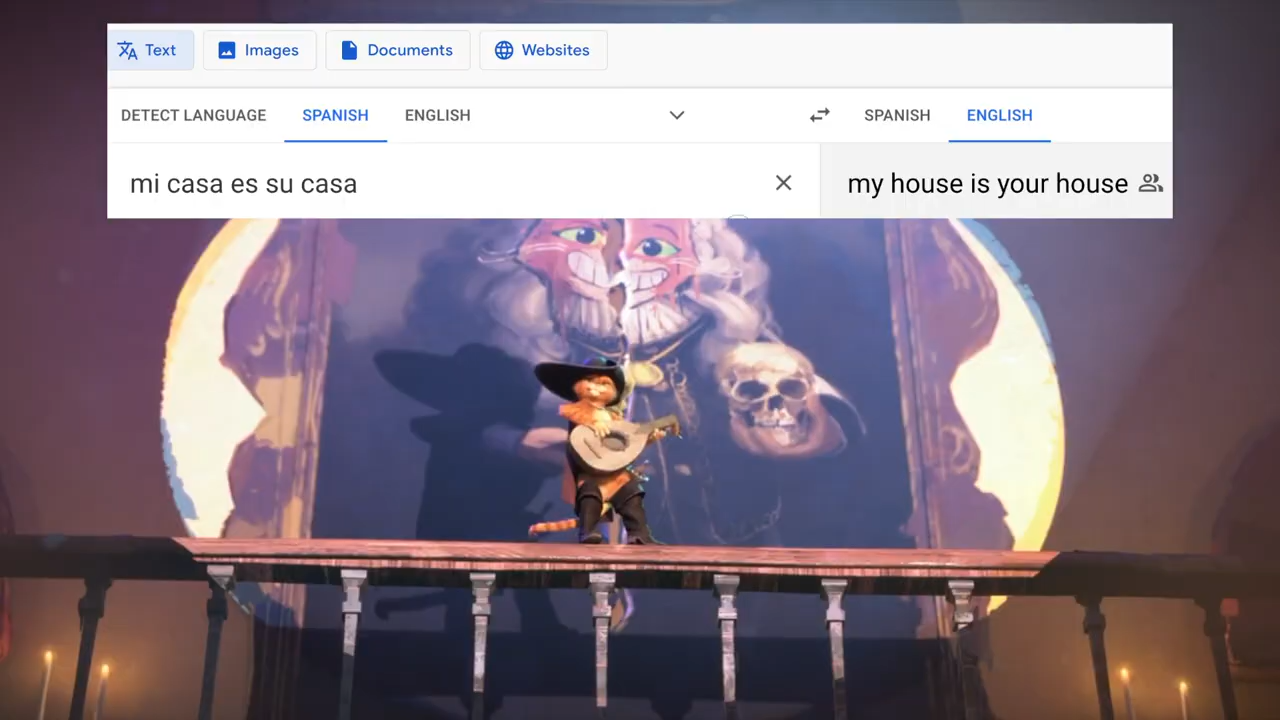 Text Images Documents Websites
DETECT LANGUAGE SPANISH ENGLISH SPANISH ENGLISH
mi casa es su casa my house is your house